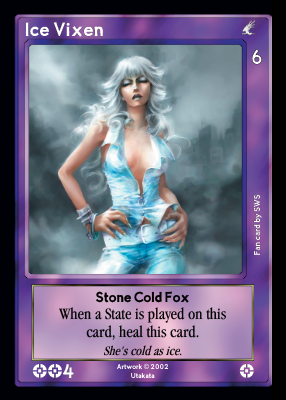 Ice Vixen
6
Fan card by SWS
Stone Cold Fox
When a State is played on this
card, heal this card.
She's cold as ice.
4
Artwork © 2002
Utakata